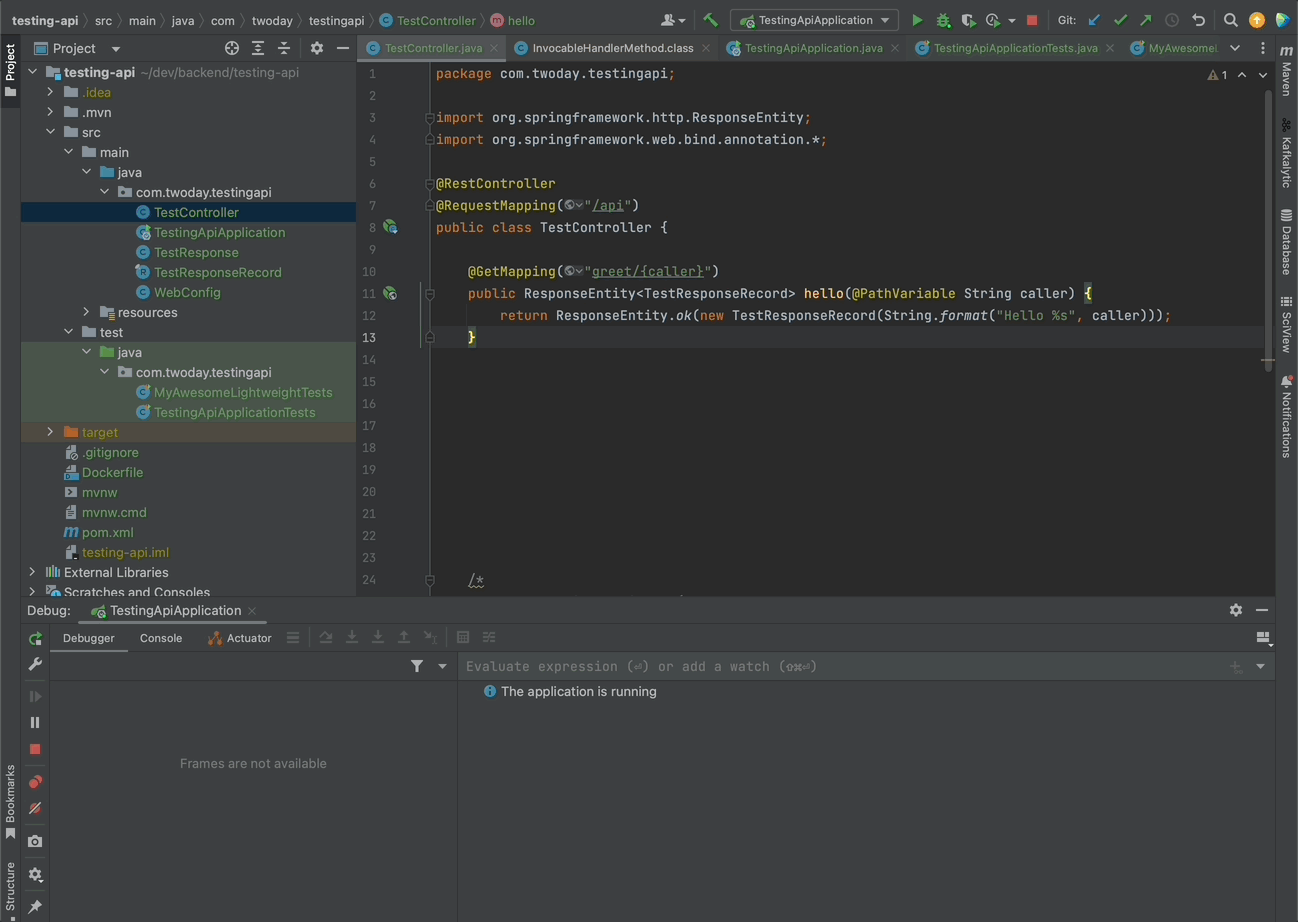 testing-api › src › main › java › com › twoday › testingapi › TestController › hello
TestingApiApplication
Git:
Project
testing-api ~/dev/backend/testing-api
.idea
.mvn
src
main
java
com.twoday.testingapi
TestController
TestingApiApplication
TestResponse
TestResponseRecord
WebConfig
resources
test
java
com.twoday.testingapi
MyAwesomeLightweightTests
TestingApiApplicationTests
target
.gitignore
Dockerfile
mvnw
mvnw.cmd
pom.xml
testing-api.iml
External Libraries
Scratches and Consoles
TestController.java
InvocableHandlerMethod.class
TestingApiApplication.java
TestingApiApplicationTests.java
MyAwesomeL
1 package com.twoday.testingapi;
2
3 import org.springframework.http.ResponseEntity;
4 import org.springframework.web.bind.annotation.*;
5
6 @RestController
7 @RequestMapping("/api")
8 public class TestController {
9
10 @GetMapping("greet/{caller}")
11 public ResponseEntity<TestResponseRecord> hello(@PathVariable String caller) {
12 return ResponseEntity.ok(new TestResponseRecord(String.format("Hello %s", caller)));
13 }
14
15
16
17
18
19
20
21
22
23
24 /*
1
Project
Bookmarks
Structure
Maven
Kafkalytic
Database
SciView
Notifications
Debug: TestingApiApplication
Debugger Console Actuator
Evaluate expression (⏎) or add a watch (⇧⌘⏎)
The application is running
Frames are not available